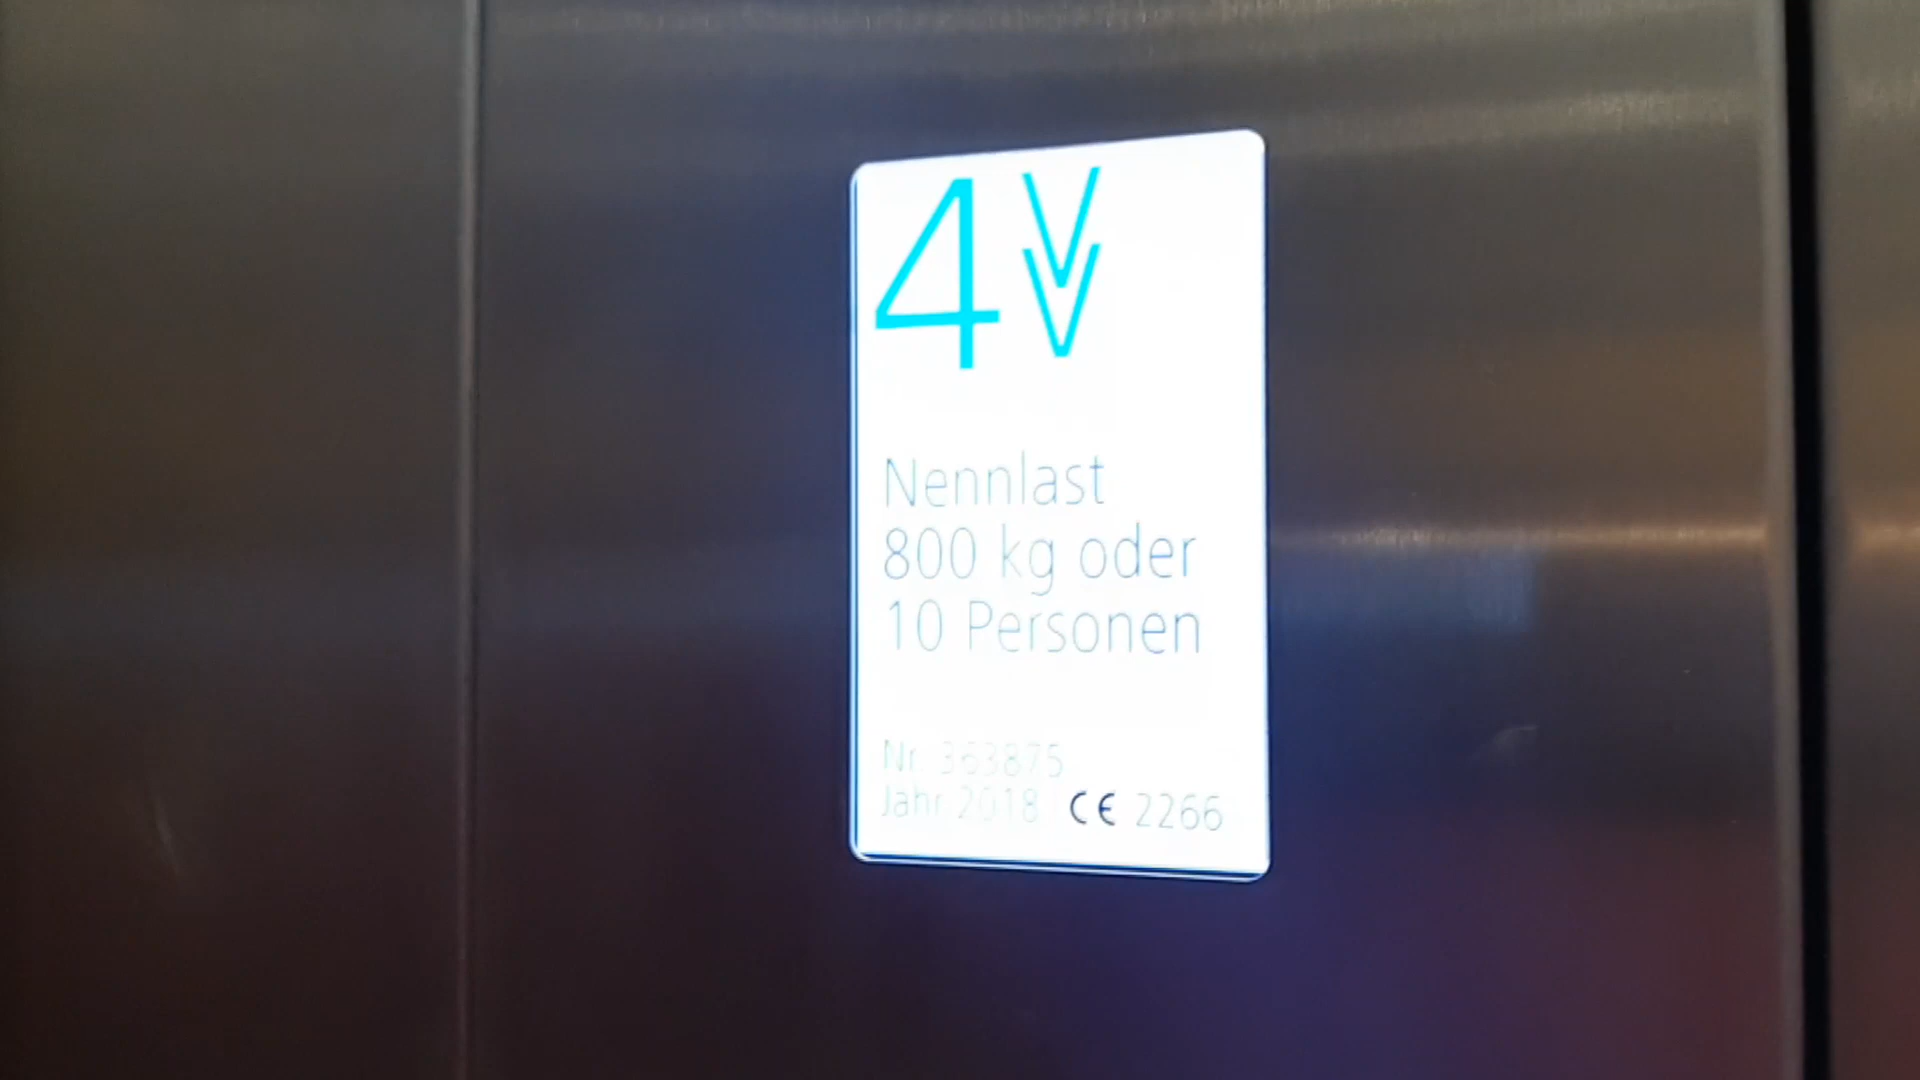 4
Nennlast
800 kg oder
10 Personen
Nr. 363875
Jahr 2018 CE 2266